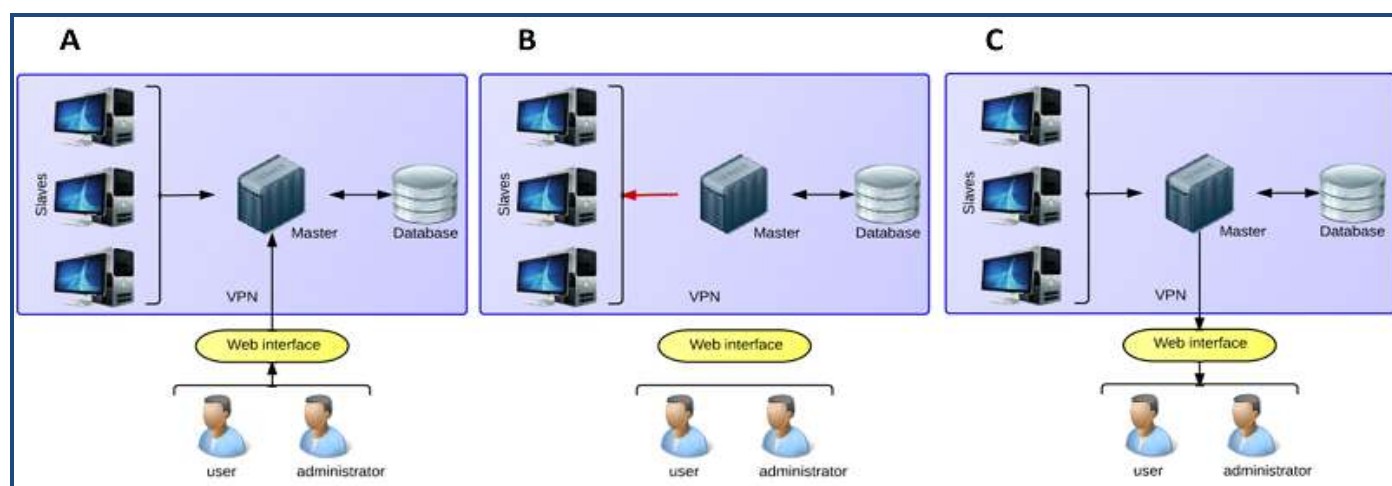 A
Slaves
Master
Database
VPN
Web interface
user
administrator
B
Slaves
Master
Database
VPN
Web interface
user
administrator
C
Slaves
Master
Database
VPN
Web interface
user
administrator